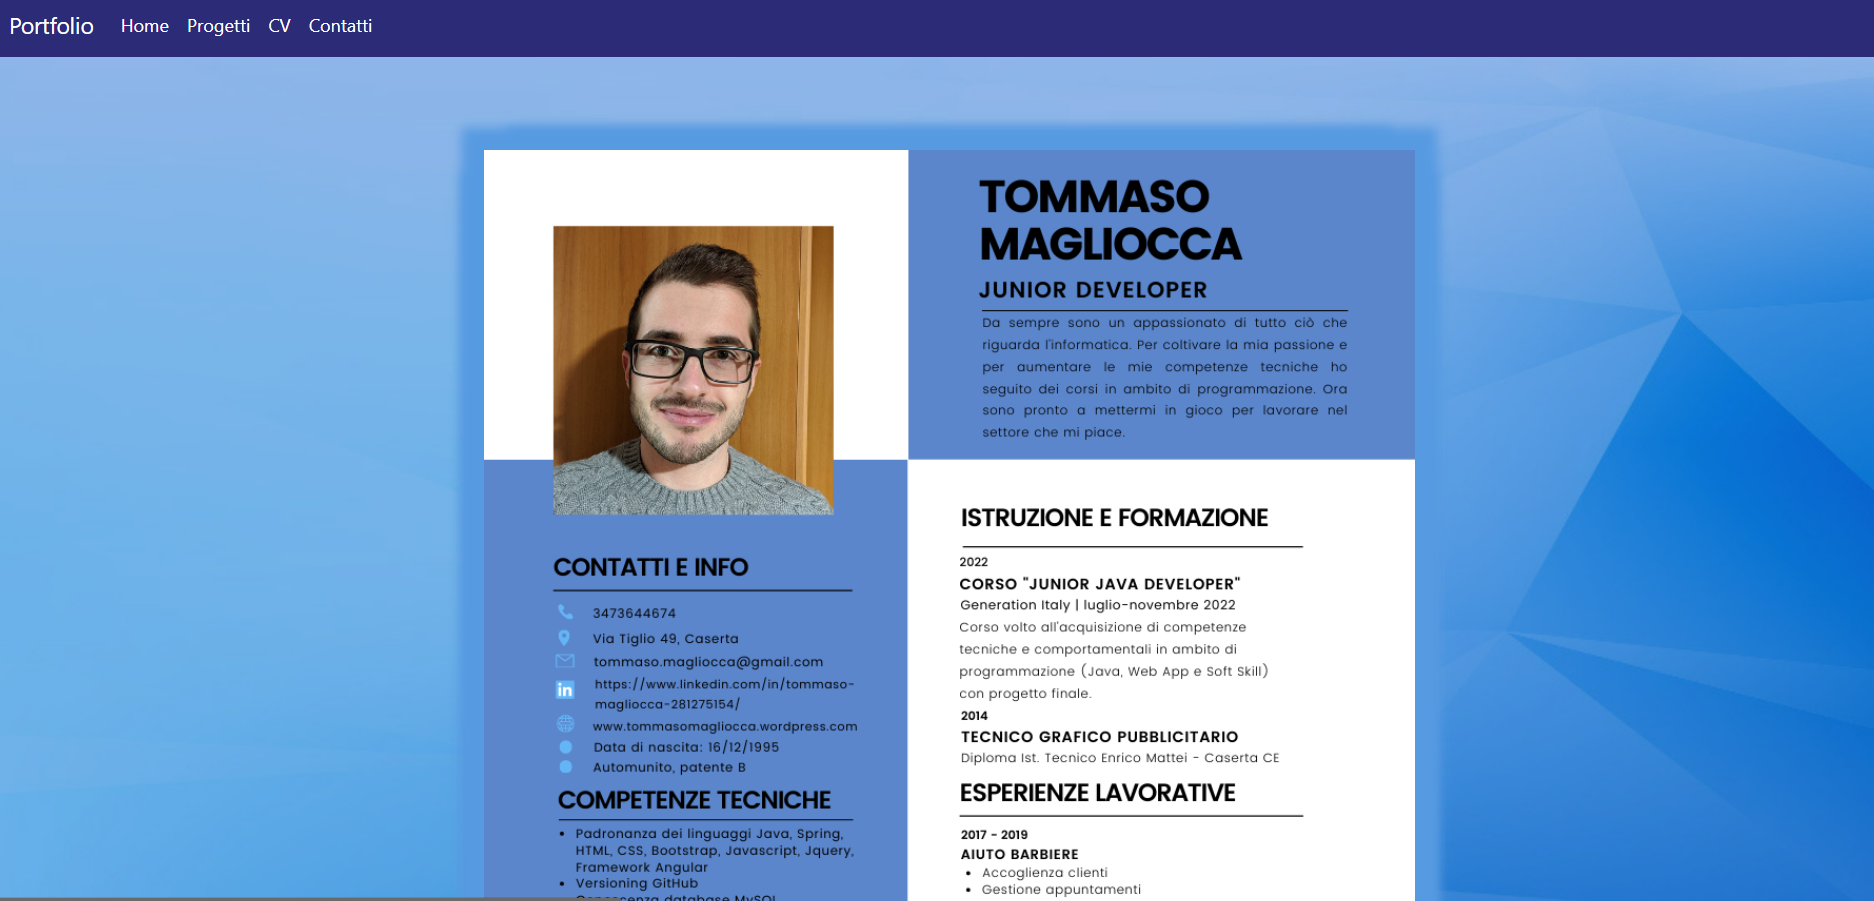 Portfolio Home Progetti CV Contatti
TOMMASO
MAGLIOCCA
JUNIOR DEVELOPER
Da sempre sono un appassionato di tutto ciò che
riguarda l'informatica. Per coltivare la mia passione e
per aumentare le mie competenze tecniche ho
seguito dei corsi in ambito di programmazione. Ora
sono pronto a mettermi in gioco per lavorare nel
settore che mi piace.
CONTATTI E INFO
3473644674
Via Tiglio 49, Caserta
tommaso.magliocca@gmail.com
in
https://www.linkedin.com/in/tommaso-
magliocca-281275154/
www.tommasomagliocca.wordpress.com
Data di nascita: 16/12/1995
Automunito, patente B
COMPETENZE TECNICHE
• Padronanza dei linguaggi Java, Spring,
HTML, CSS, Bootstrap, Javascript, Jquery,
Framework Angular
• Versioning GitHub
Conoscenza database MySQL
ISTRUZIONE E FORMAZIONE
2022
CORSO "JUNIOR JAVA DEVELOPER"
Generation Italy | luglio-novembre 2022
Corso volto all'acquisizione di competenze
tecniche e comportamentali in ambito di
programmazione (Java, Web App e Soft Skill)
con progetto finale.
2014
TECNICO GRAFICO PUBBLICITARIO
Diploma Ist. Tecnico Enrico Mattei - Caserta CE
ESPERIENZE LAVORATIVE
2017 - 2019
AIUTO BARBIERE
• Accoglienza clienti
• Gestione appuntamenti